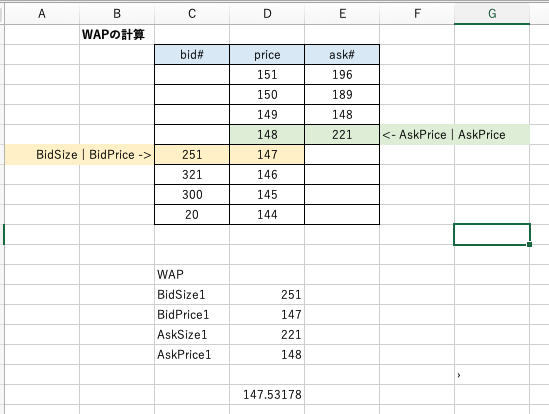 A B C D E F G
WAPの計算
bid# price ask#
151 196
150 189
149 148
148 221 <- AskPrice | AskPrice
BidSize | BidPrice -> 251 147
321 146
300 145
20 144
WAP
BidSize1 251
BidPrice1 147
AskSize1 221
AskPrice1 148
,
147.53178